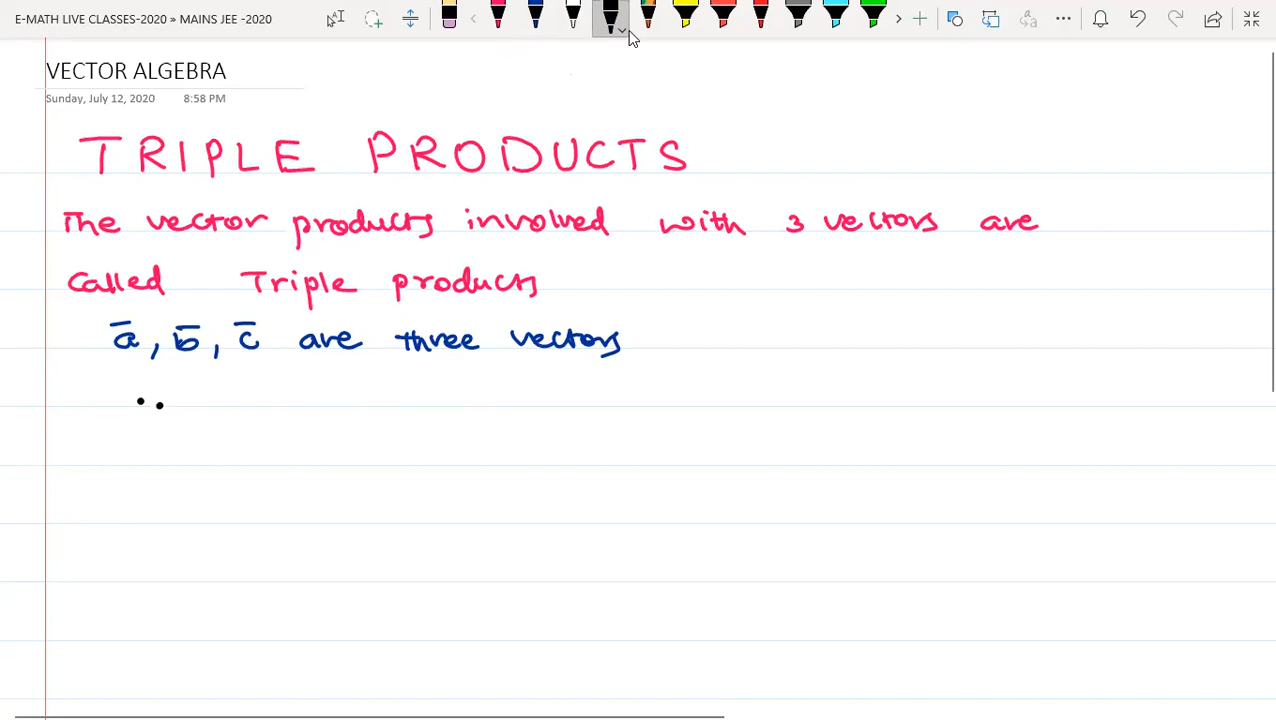 E-MATH LIVE CLASSES-2020 » MAINS JEE -2020
VECTOR ALGEBRA
Sunday, July 12, 2020 8:58 PM
TRIPLE PRODUCTS
The vector products involved with 3 vectors are
called Triple products
a̅, b̅, c̅ are three vectors